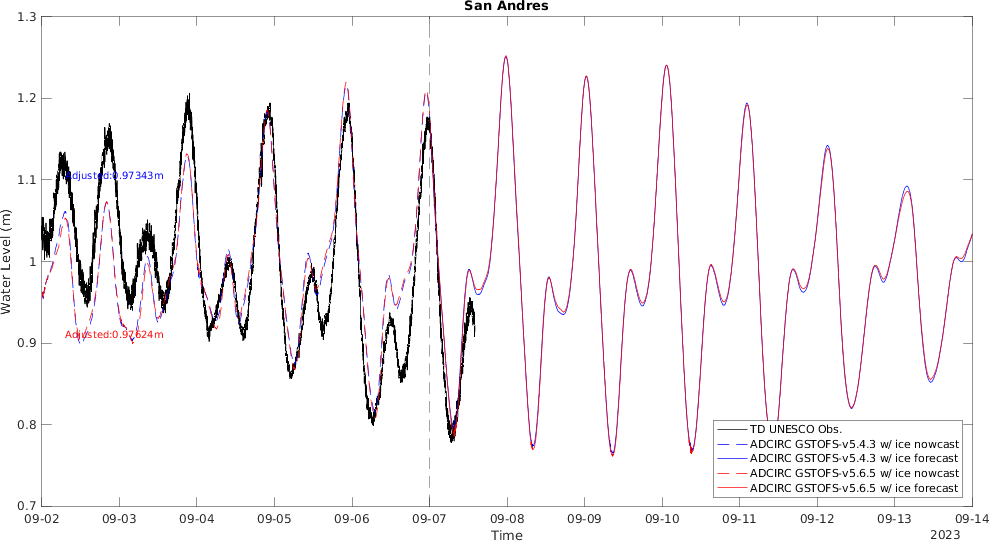 San Andres
1.3
1.2
1.1
1
0.9
0.8
0.7
Water Level (m)
Adjusted:0.97343m
Adjusted:0.97624m
TD UNESCO Obs.
ADCIRC GSTOFS-v5.4.3 w/ ice nowcast
ADCIRC GSTOFS-v5.4.3 w/ ice forecast
ADCIRC GSTOFS-v5.6.5 w/ ice nowcast
ADCIRC GSTOFS-v5.6.5 w/ ice forecast
09-02 09-03 09-04 09-05 09-06 09-07 09-08 09-09 09-10 09-11 09-12 09-13 09-14
Time
2023